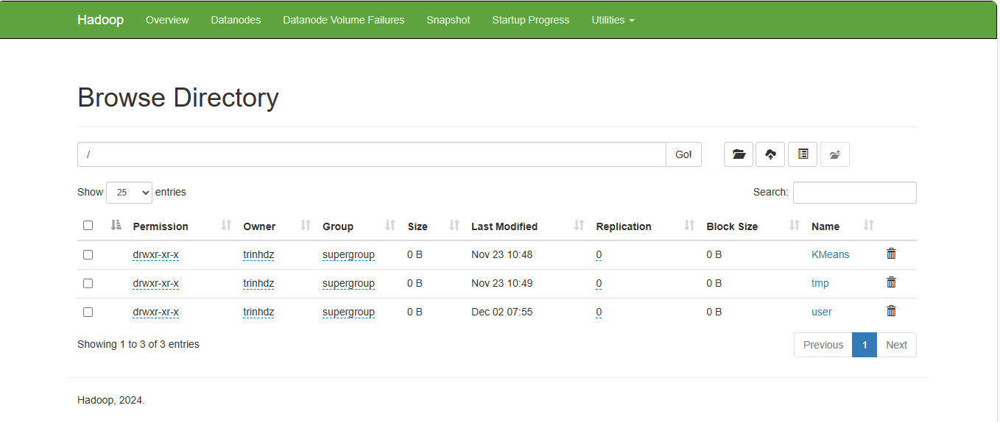 Hadoop Overview Datanodes Datanode Volume Failures Snapshot Startup Progress Utilities
Browse Directory
/ Go!
Show 25 entries Search:
Permission Owner Group Size Last Modified Replication Block Size Name
drwxr-xr-x trinhdz supergroup 0 B Nov 23 10:48 0 0 B KMeans
drwxr-xr-x trinhdz supergroup 0 B Nov 23 10:49 0 0 B tmp
drwxr-xr-x trinhdz supergroup 0 B Dec 02 07:55 0 0 B user
Showing 1 to 3 of 3 entries Previous 1 Next
Hadoop, 2024.